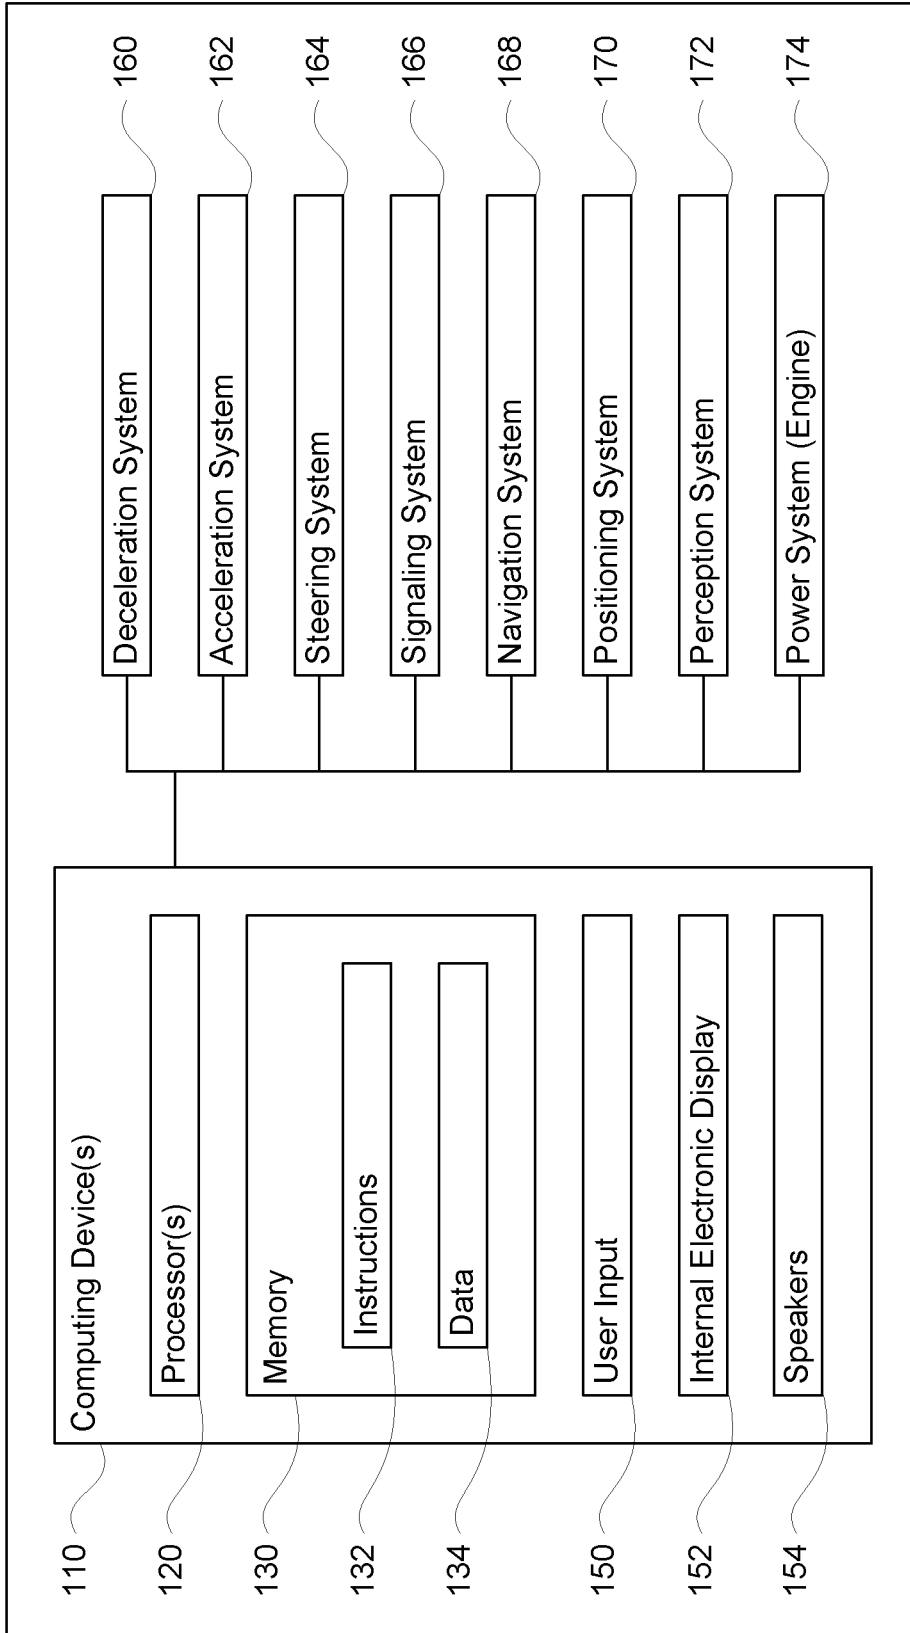 110
Computing Device(s)
120
Processor(s)
130
Memory
132
Instructions
134
Data
150
User Input
152
Internal Electronic Display
154
Speakers
Deceleration System
160
Acceleration System
162
Steering System
164
Signaling System
166
Navigation System
168
Positioning System
170
Perception System
172
Power System (Engine)
174